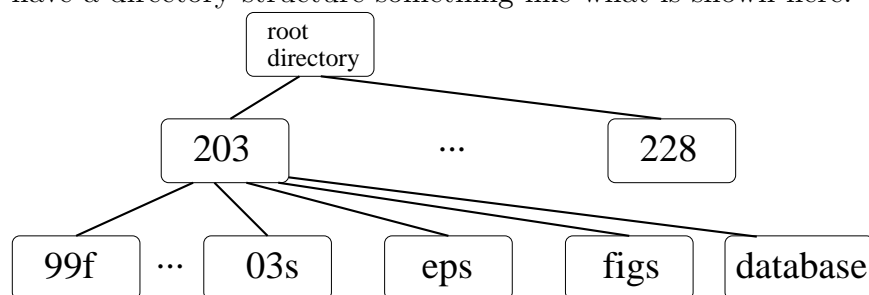 have a directory structure something like what is shown here.
root
directory
203 ... 228
99f ... 03s eps figs database